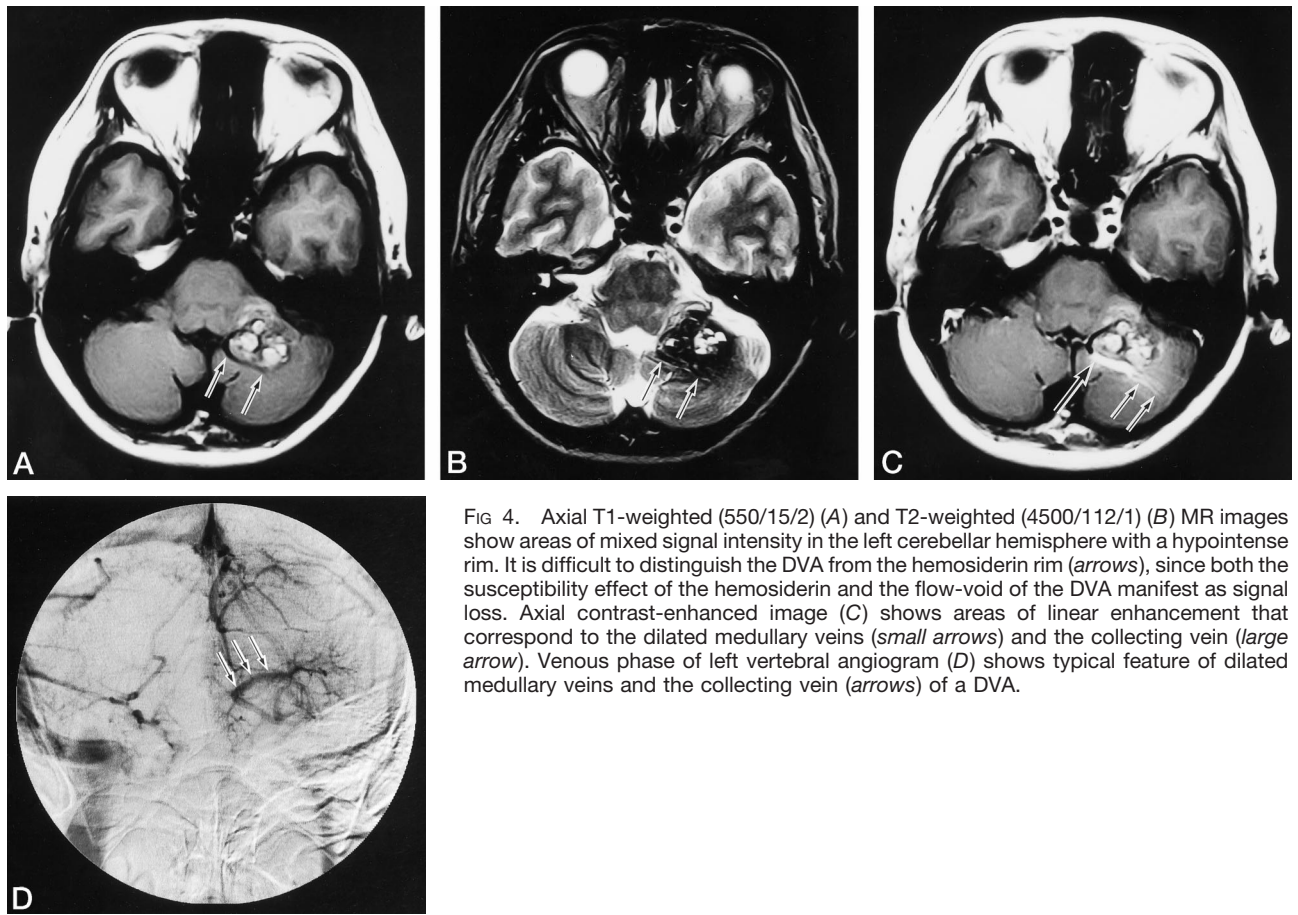 A
B
C
D
FIG 4. Axial T1-weighted (550/15/2) (A) and T2-weighted (4500/112/1) (B) MR images
show areas of mixed signal intensity in the left cerebellar hemisphere with a hypointense
rim. It is difficult to distinguish the DVA from the hemosiderin rim (arrows), since both the
susceptibility effect of the hemosiderin and the flow-void of the DVA manifest as signal
loss. Axial contrast-enhanced image (C) shows areas of linear enhancement that
correspond to the dilated medullary veins (small arrows) and the collecting vein (large
arrow). Venous phase of left vertebral angiogram (D) shows typical feature of dilated
medullary veins and the collecting vein (arrows) of a DVA.